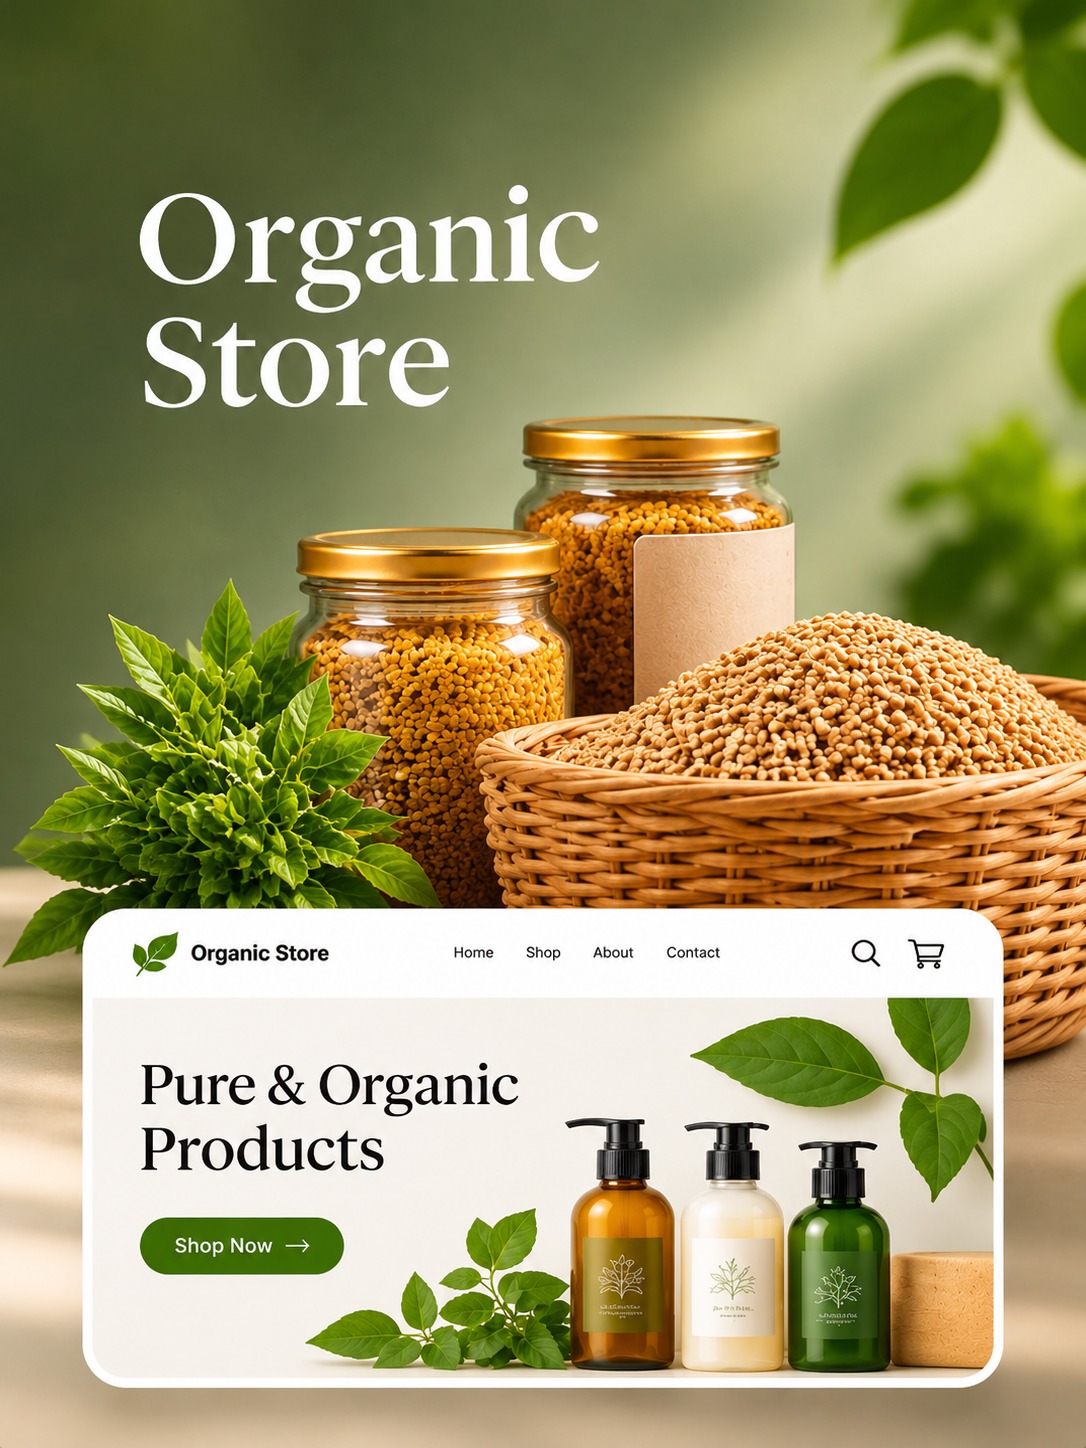 Organic
Store
Organic Store
Home
Shop
About
Contact
Pure & Organic
Products
Shop Now